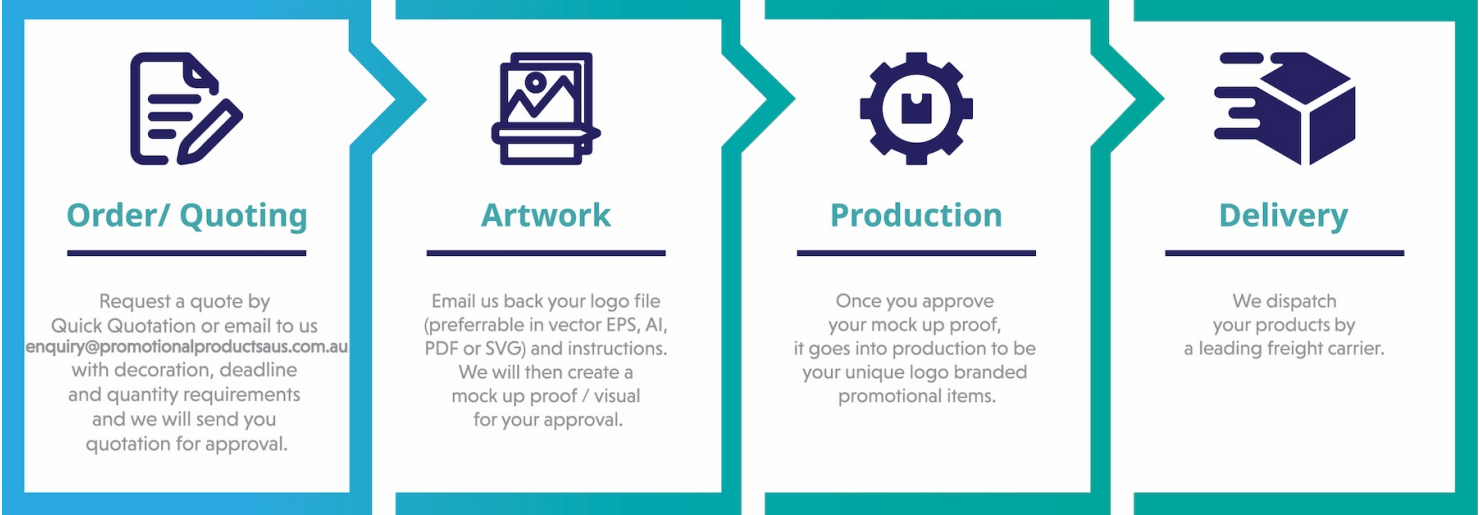 Order/ Quoting
Request a quote by
Quick Quotation or email to us
enquiry@promotionalproductsaus.com.au
with decoration, deadline
and quantity requirements
and we will send you
quotation for approval.
Artwork
Email us back your logo file
(preferrable in vector EPS, AI,
PDF or SVG) and instructions.
We will then create a
mock up proof / visual
for your approval.
Production
Once you approve
your mock up proof,
it goes into production to be
your unique logo branded
promotional items.
Delivery
We dispatch
your products by
a leading freight carrier.